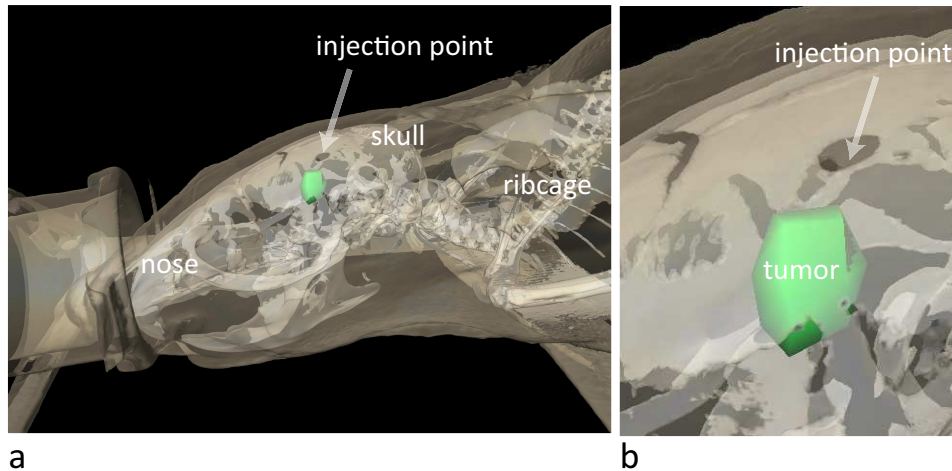 injection point
skull
ribcage
nose
a
injection point
tumor
b